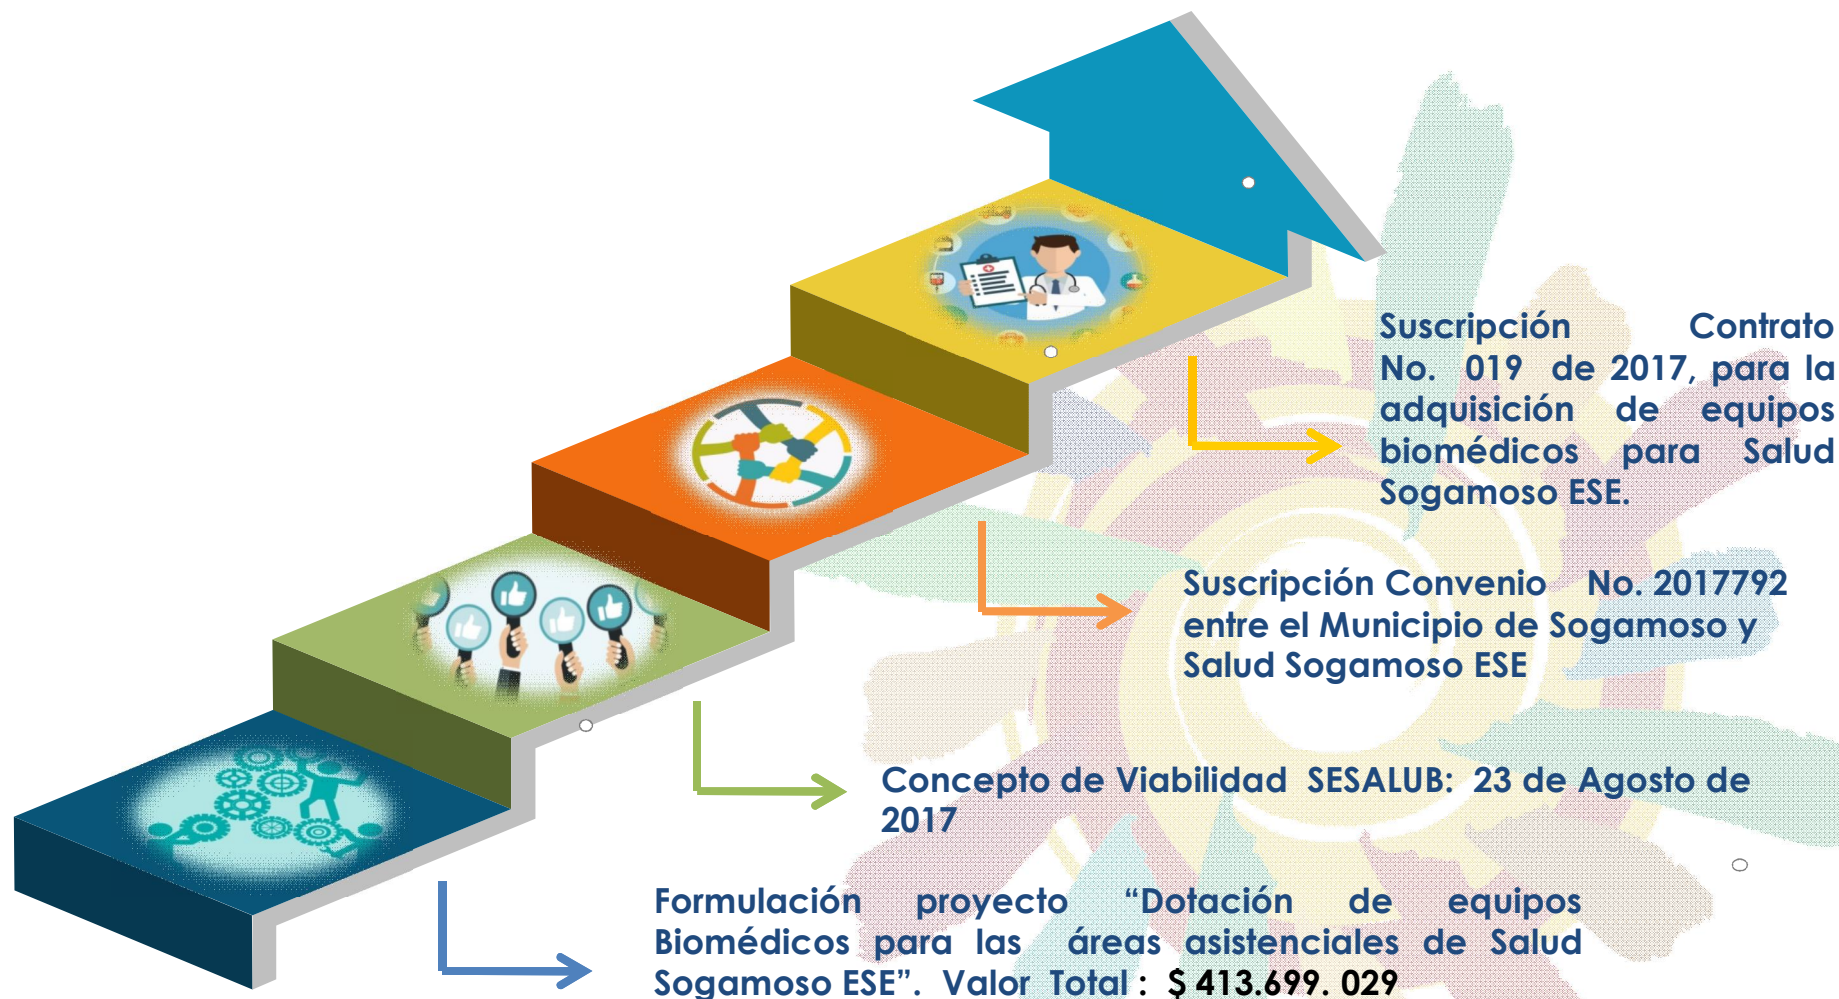 Suscripción Contrato
No. 019 de 2017, para la
adquisición de equipos
biomédicos para Salud
Sogamoso ESE.
Suscripción Convenio No. 2017792
entre el Municipio de Sogamoso y
Salud Sogamoso ESE
Concepto de Viabilidad SESALUB: 23 de Agosto de
2017
Formulación proyecto “Dotación de equipos
Biomédicos para las áreas asistenciales de Salud
Sogamoso ESE”. Valor Total : $ 413.699. 029